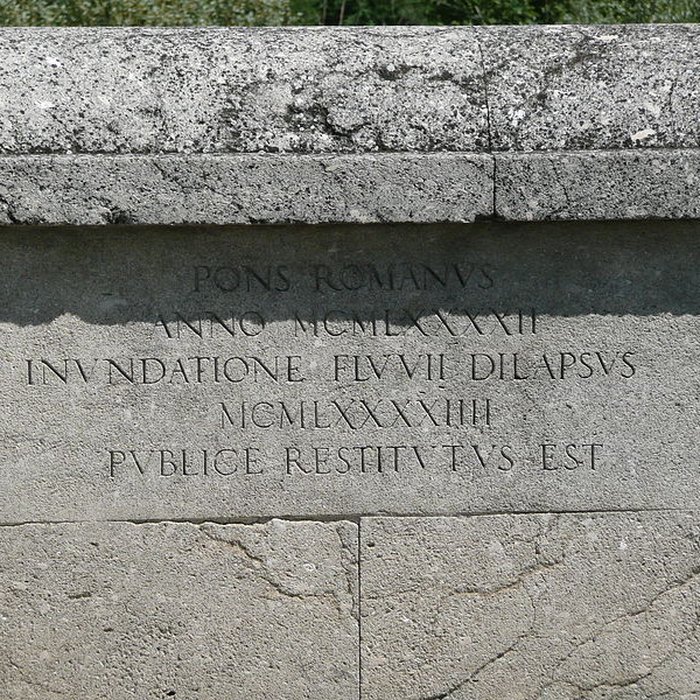 PONS ROMANVS
ANNO MCMLXXXXII
INVNDATIONE FLVVII DILAPSVS
MCMLXXXXIIII
PVBLICE RESTITVTVS EST